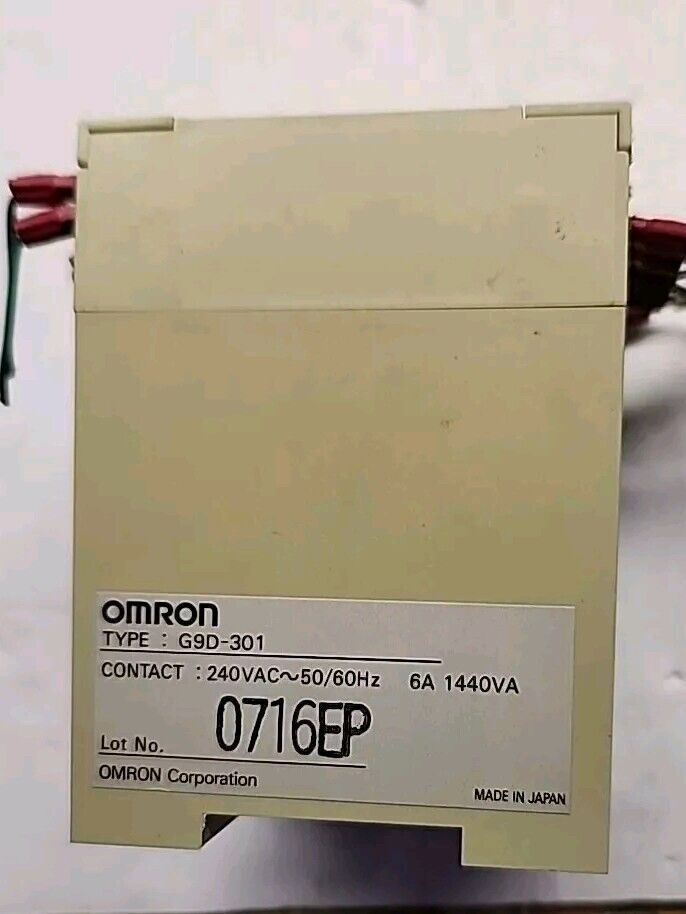 OMRON
TYPE : G9D-301
CONTACT : 240VAC～50/60Hz 6A 1440VA
Lot No. 0716EP
OMRON Corporation
MADE IN JAPAN